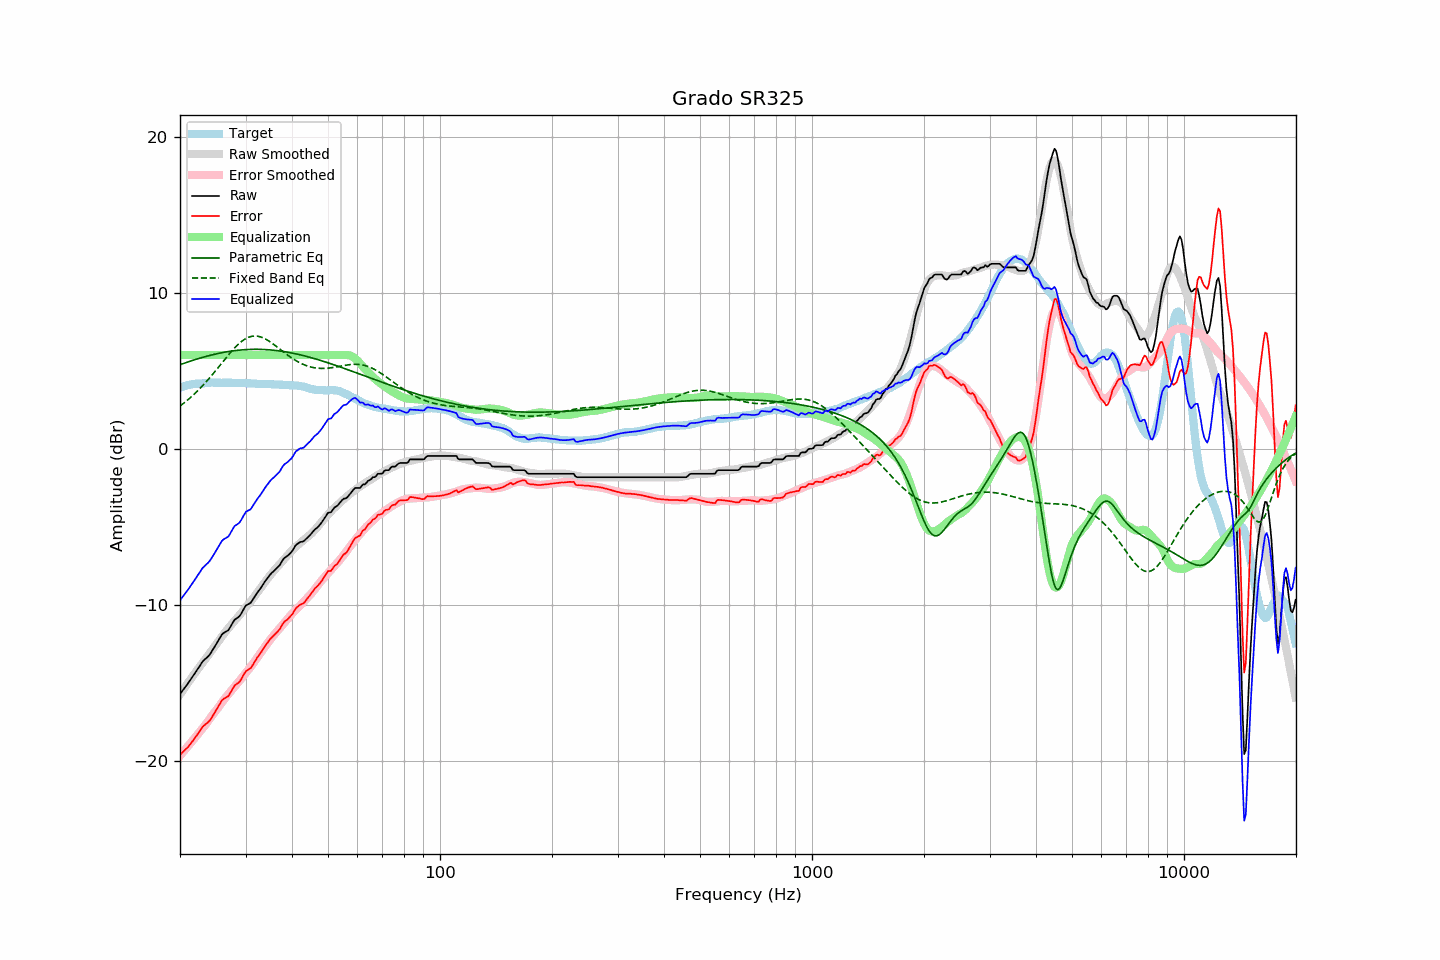 Grado SR325
Target
Raw Smoothed
Error Smoothed
Raw
Error
Equalization
Parametric Eq
Fixed Band Eq
Equalized
20
10
0
−10
−20
Amplitude (dBr)
100
1000
10000
Frequency (Hz)